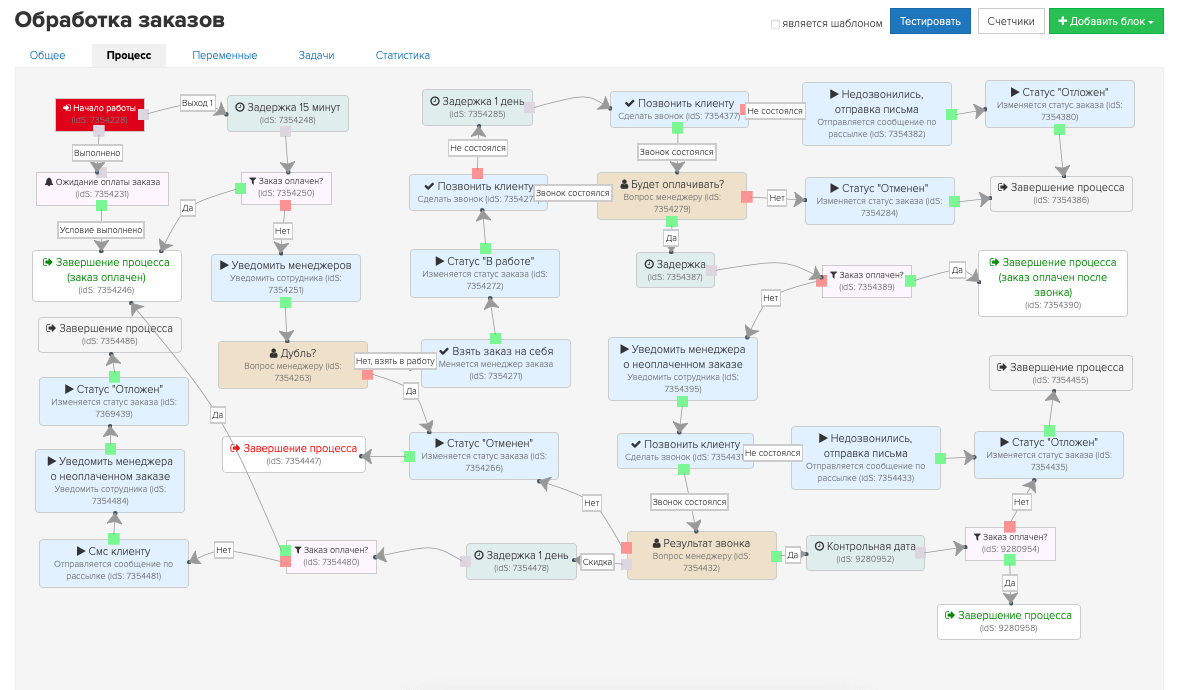 Обработка заказов
является шаблоном
Тестировать
Счетчики
Добавить блок
Общее
Процесс
Переменные
Задачи
Статистика
Начало работы
(idS: 7354228)
Выход 1
Задержка 15 минут
(idS: 7354248)
Задержка 1 день
(idS: 7354285)
Позвонить клиенту
Сделать звонок (idS: 7354377)
Не состоялся
Недозвонились,
отправка письма
Отправляется сообщение по
рассылке (idS: 7354382)
Статус "Отложен"
Изменяется статус заказа (idS:
7354380)
Выполнено
Не состоялся
Звонок состоялся
Ожидание оплаты заказа
(idS: 7354231)
Заказ оплачен?
(idS: 7354250)
Позвонить клиенту
Сделать звонок (idS:
Звонок состоялся
Будет оплачивать?
Вопрос менеджеру (idS:
7354279)
Нет
Статус "Отменен"
Изменяется статус заказа (idS:
7354284)
Завершение процесса
(idS: 7354386)
Да
Условие выполнено
Нет
Да
Завершение процесса
(заказ оплачен)
(idS: 7354246)
Уведомить менеджеров
Уведомить сотрудника (idS:
7354251)
Статус "В работе"
Изменяется статус заказа (idS:
7354272)
Задержка
(idS: 7354387)
Заказ оплачен?
(idS: 7354389)
Да
Завершение процесса
(заказ оплачен после
звонка)
(idS: 7354390)
Нет
Завершение процесса
(idS: 7354486)
Дубль?
Вопрос менеджеру (idS:
7354263)
Нет, взять в работу
Взять заказ на себя
Меняется менеджер заказа
(idS: 7354271)
Уведомить менеджера
о неоплаченном заказе
Уведомить сотрудника (idS:
7354395)
Завершение процесса
(idS: 7354455)
Статус "Отложен"
Изменяется статус заказа (idS:
7369439)
Да
Да
Завершение процесса
(idS: 7354447)
Статус "Отменен"
Изменяется статус заказа (idS:
7354266)
Позвонить клиенту
Сделать звонок (idS:
Не состоялся
Недозвонились,
отправка письма
Отправляется сообщение по
рассылке (idS: 7354433)
Статус "Отложен"
Изменяется статус заказа (idS:
7354435)
Уведомить менеджера
о неоплаченном заказе
Уведомить сотрудника (idS:
7354484)
Нет
Звонок состоялся
Нет
Смс клиенту
Отправляется сообщение по
рассылке (idS: 7354481)
Нет
Заказ оплачен?
(idS: 7354480)
Задержка 1 день
(idS: 7354478)
Скидка
Результат звонка
Вопрос менеджеру (idS:
7354432)
Да
Контрольная дата
(idS: 9280952)
Заказ оплачен?
(idS: 9280954)
Да
Завершение процесса
(idS: 9280958)